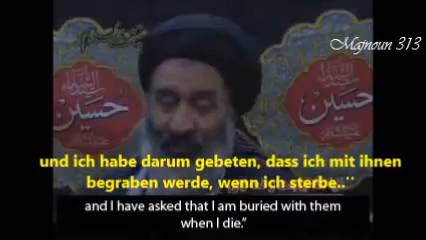 Majnoun 313
حسين
حسين
und ich habe darum gebeten, dass ich mit ihnen
begraben werde, wenn ich sterbe..¨
and I have asked that I am buried with them
when I die.”